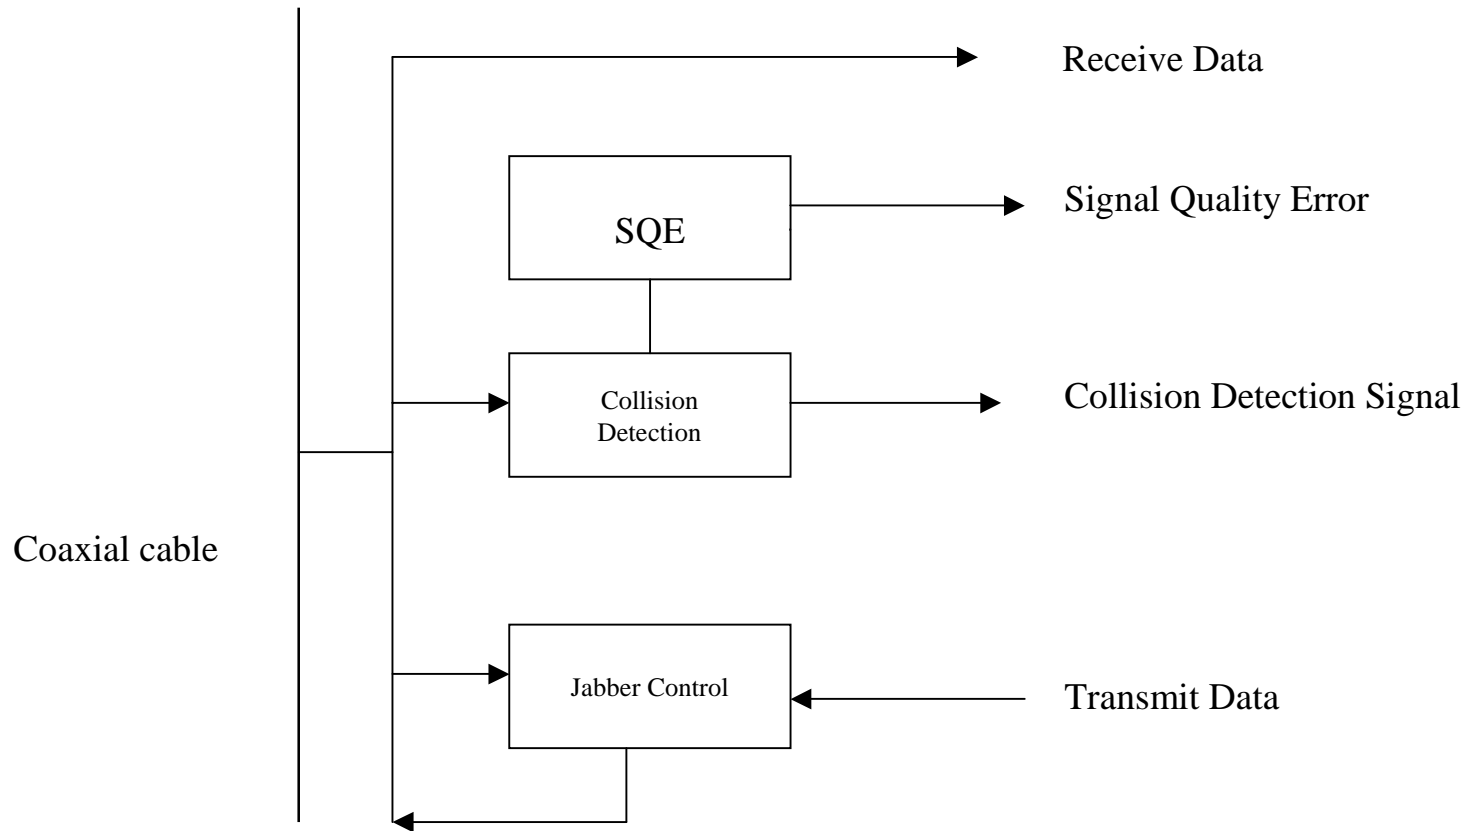 Receive Data
Signal Quality Error
SQE
Collision Detection Signal
Collision
Detection
Coaxial cable
Jabber Control
Transmit Data